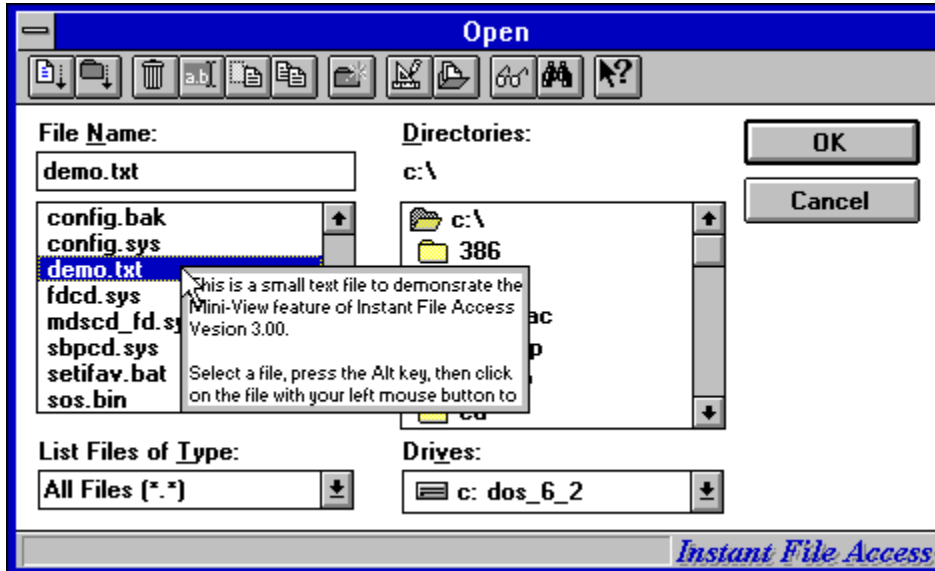 Open
a.b
File Name:
demo.txt
config.bak
config.sys
demo.txt
fdcd.sys
mdscd_fd.sy
sbpcd.sys
setifav.bat
sos.bin
This is a small text file to demonsrate the
Mini-View feature of Instant File Access
Vesion 3.00.
Select a file, press the Alt key, then click
on the file with your left mouse button to
List Files of Type:
All Files (*.*)
Directories:
c:\
c:\
386
ac
p
cd
Drives:
c: dos_6_2
OK
Cancel
Instant File Access